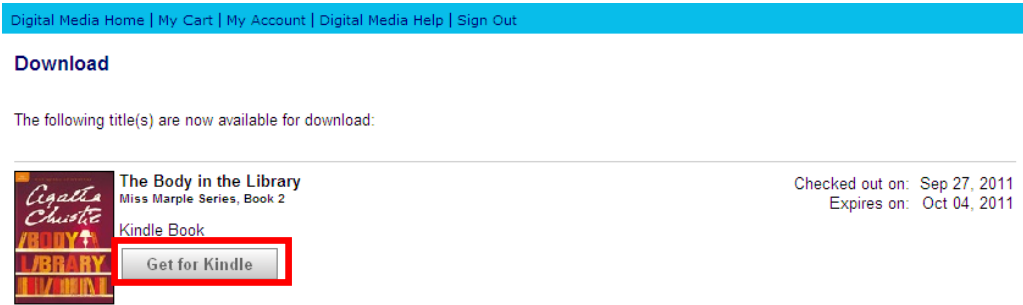 Digital Media Home | My Cart | My Account | Digital Media Help | Sign Out
Download
The following title(s) are now available for download:
Agatha
Christie
BODY
LIBRARY
The Body in the Library
Miss Marple Series, Book 2
Kindle Book
Get for Kindle
Checked out on: Sep 27, 2011
Expires on: Oct 04, 2011